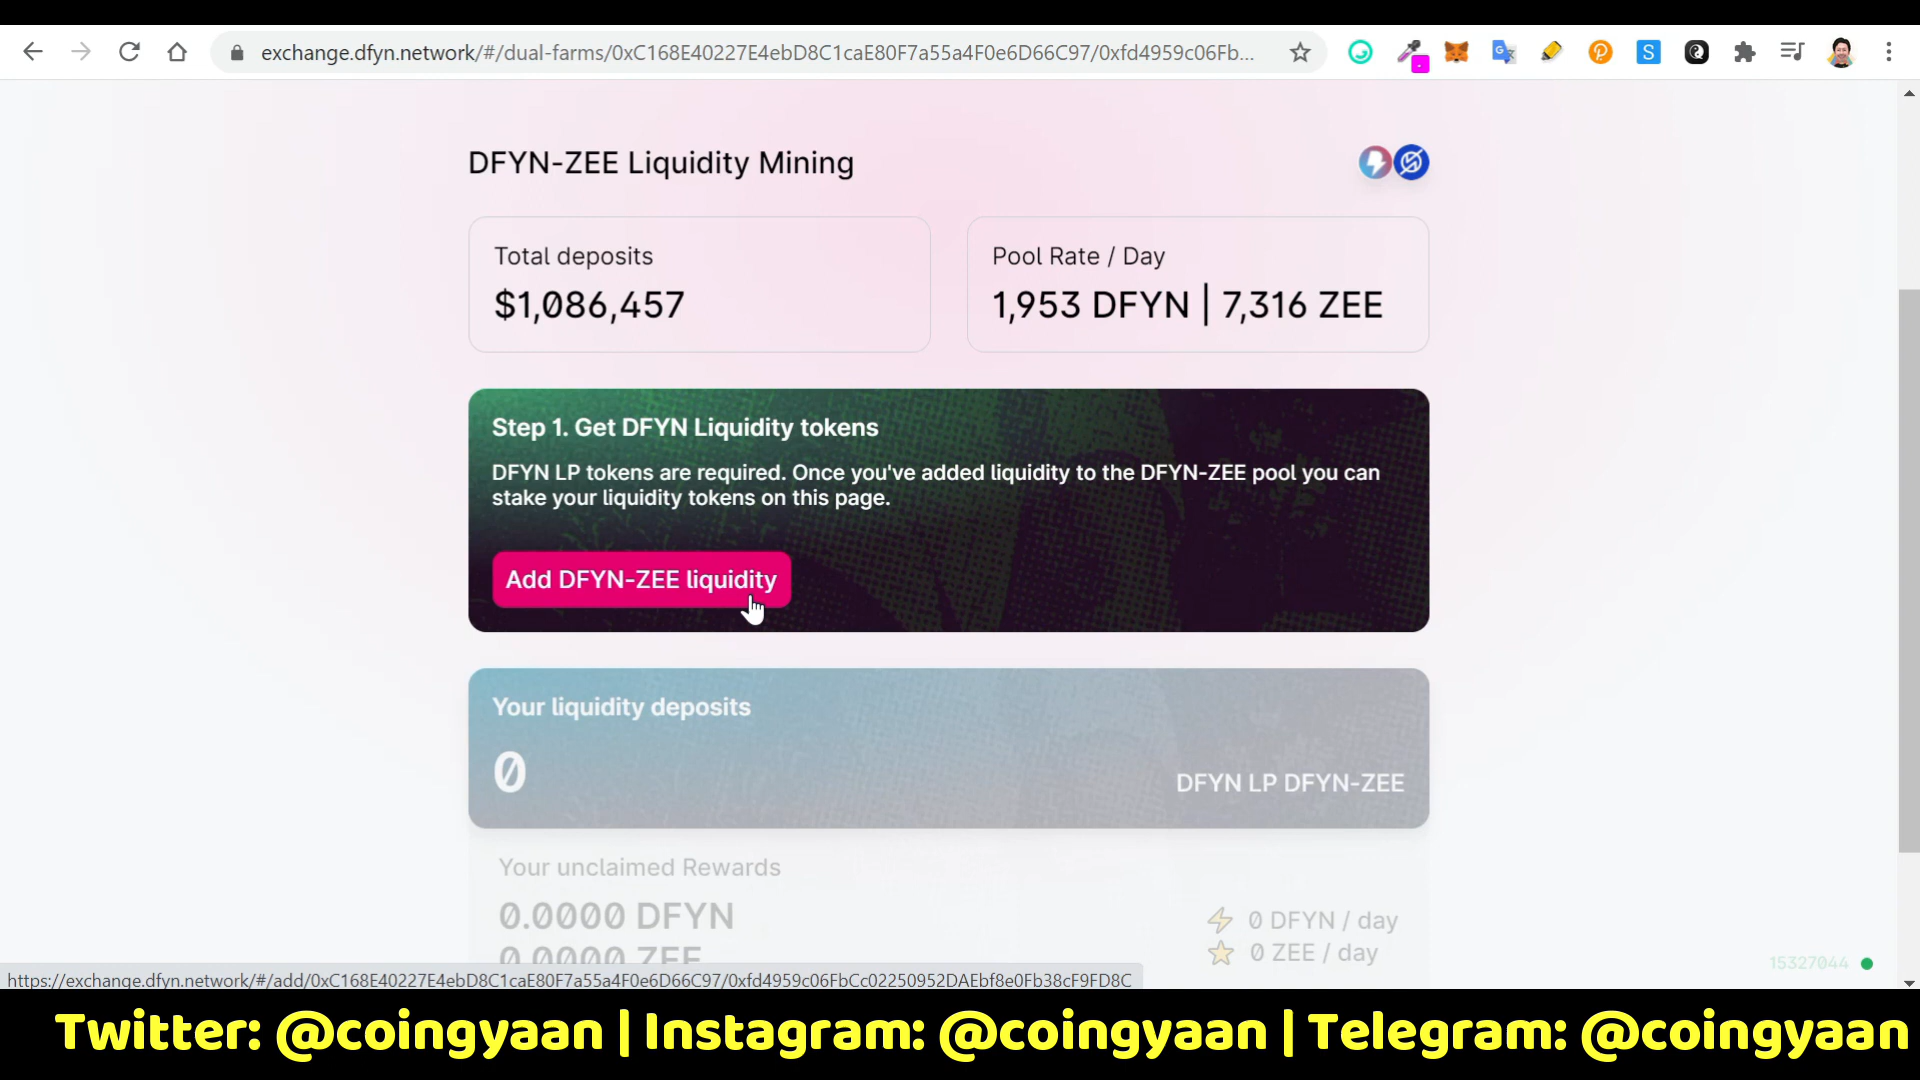 exchange.dfyn.network/#/dual-farms/0xC168E40227E4ebD8C1caE80F7a55a4F0e6D66C97/0xfd4959c06Fb...
DFYN-ZEE Liquidity Mining
Total deposits
$1,086,457
Pool Rate / Day
1,953 DFYN | 7,316 ZEE
Step 1. Get DFYN Liquidity tokens
DFYN LP tokens are required. Once you've added liquidity to the DFYN-ZEE pool you can
stake your liquidity tokens on this page.
Add DFYN-ZEE liquidity
Your liquidity deposits
0
DFYN LP DFYN-ZEE
Your unclaimed Rewards
0.0000 DFYN
0 DFYN / day
0.0000 ZEE
0 ZEE / day
15327044
https://exchange.dfyn.network/#/add/0xC168E40227E4ebD8C1caE80F7a55a4F0e6D66C97/0xfd4959c06FbCc02250952DAEbf8e0Fb38cF9FD8C
Twitter: @coingyaan | Instagram: @coingyaan | Telegram: @coingyaan